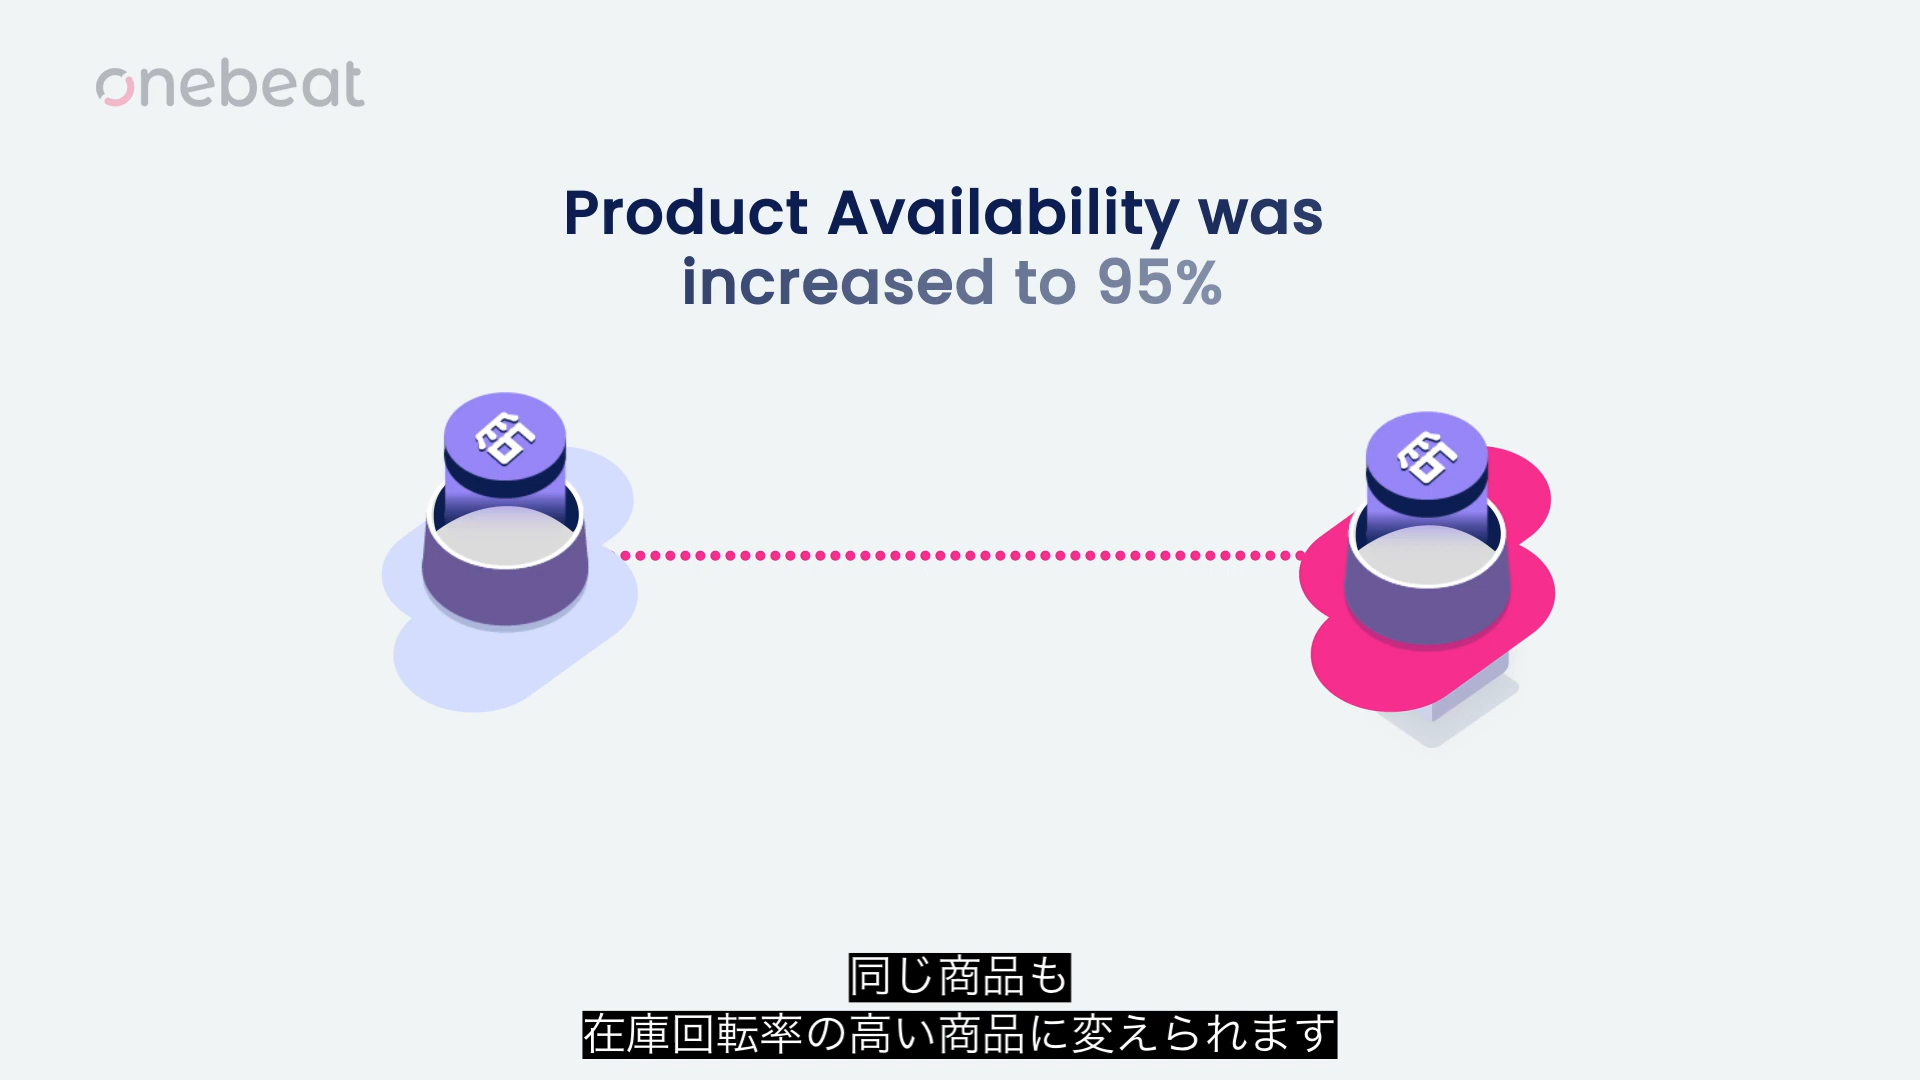 onebeat
Product Availability was
increased to 95%
同じ商品も
在庫回転率の高い商品に変えられます